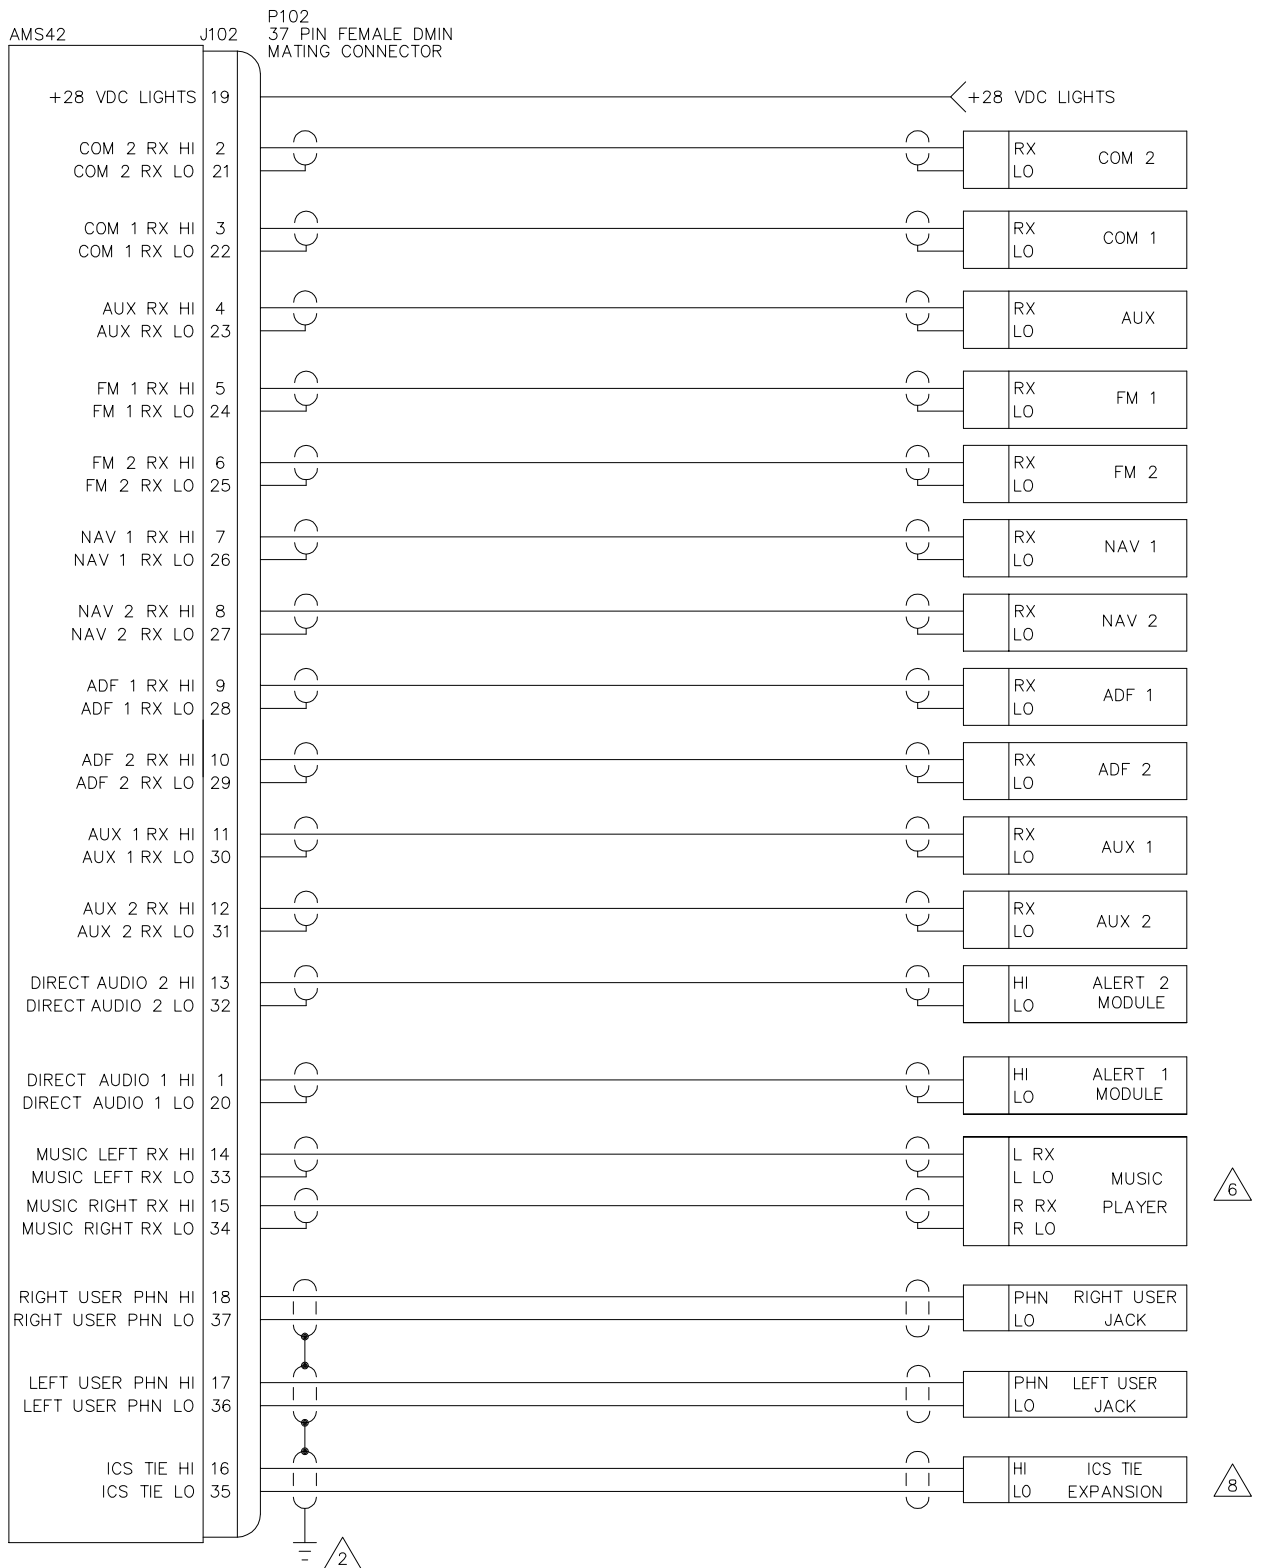 P102
AMS42 J102 37 PIN FEMALE DMIN
MATING CONNECTOR
+28 VDC LIGHTS 19 +28 VDC LIGHTS
COM 2 RX HI 2 RX COM 2
COM 2 RX LO 21 LO
COM 1 RX HI 3 RX COM 1
COM 1 RX LO 22 LO
AUX RX HI 4 RX AUX
AUX RX LO 23 LO
FM 1 RX HI 5 RX FM 1
FM 1 RX LO 24 LO
FM 2 RX HI 6 RX FM 2
FM 2 RX LO 25 LO
NAV 1 RX HI 7 RX NAV 1
NAV 1 RX LO 26 LO
NAV 2 RX HI 8 RX NAV 2
NAV 2 RX LO 27 LO
ADF 1 RX HI 9 RX ADF 1
ADF 1 RX LO 28 LO
ADF 2 RX HI 10 RX ADF 2
ADF 2 RX LO 29 LO
AUX 1 RX HI 11 RX AUX 1
AUX 1 RX LO 30 LO
AUX 2 RX HI 12 RX AUX 2
AUX 2 RX LO 31 LO
DIRECT AUDIO 2 HI 13 HI ALERT 2
DIRECT AUDIO 2 LO 32 LO MODULE
DIRECT AUDIO 1 HI 1 HI ALERT 1
DIRECT AUDIO 1 LO 20 LO MODULE
MUSIC LEFT RX HI 14 L RX
MUSIC LEFT RX LO 33 L LO MUSIC 6
MUSIC RIGHT RX HI 15 R RX PLAYER
MUSIC RIGHT RX LO 34 R LO
RIGHT USER PHN HI 18 PHN RIGHT USER
RIGHT USER PHN LO 37 LO JACK
LEFT USER PHN HI 17 PHN LEFT USER
LEFT USER PHN LO 36 LO JACK
ICS TIE HI 16 HI ICS TIE 8
ICS TIE LO 35 LO EXPANSION
2